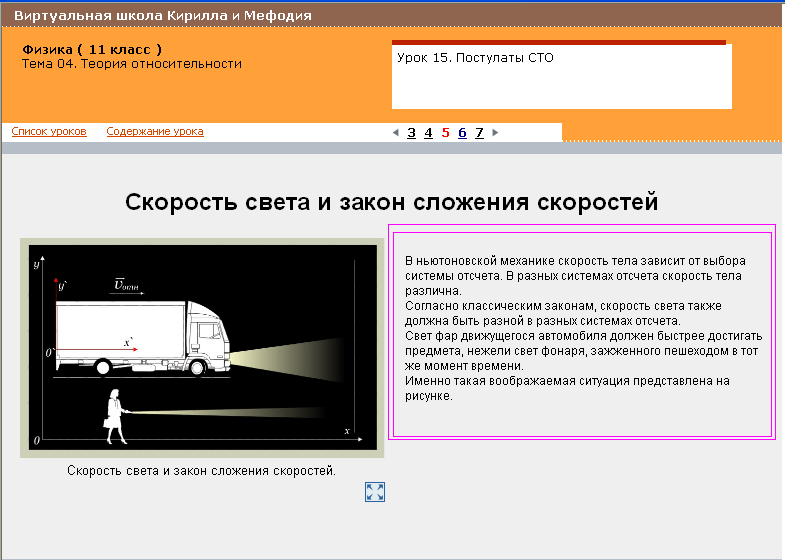 Виртуальная школа Кирилла и Мефодия
Физика ( 11 класс )
Тема 04. Теория относительности
Урок 15. Постулаты СТО
Список уроков Содержание урока
3 4 5 6 7
Скорость света и закон сложения скоростей
y
y`
υотн
x`
0`
x
0
Скорость света и закон сложения скоростей.
В ньютоновской механике скорость тела зависит от выбора
системы отсчета. В разных системах отсчета скорость тела
различна.
Согласно классическим законам, скорость света также
должна быть разной в разных системах отсчета.
Свет фар движущегося автомобиля должен быстрее достигать
предмета, нежели свет фонаря, зажженного пешеходом в тот
же момент времени.
Именно такая воображаемая ситуация представлена на
рисунке.